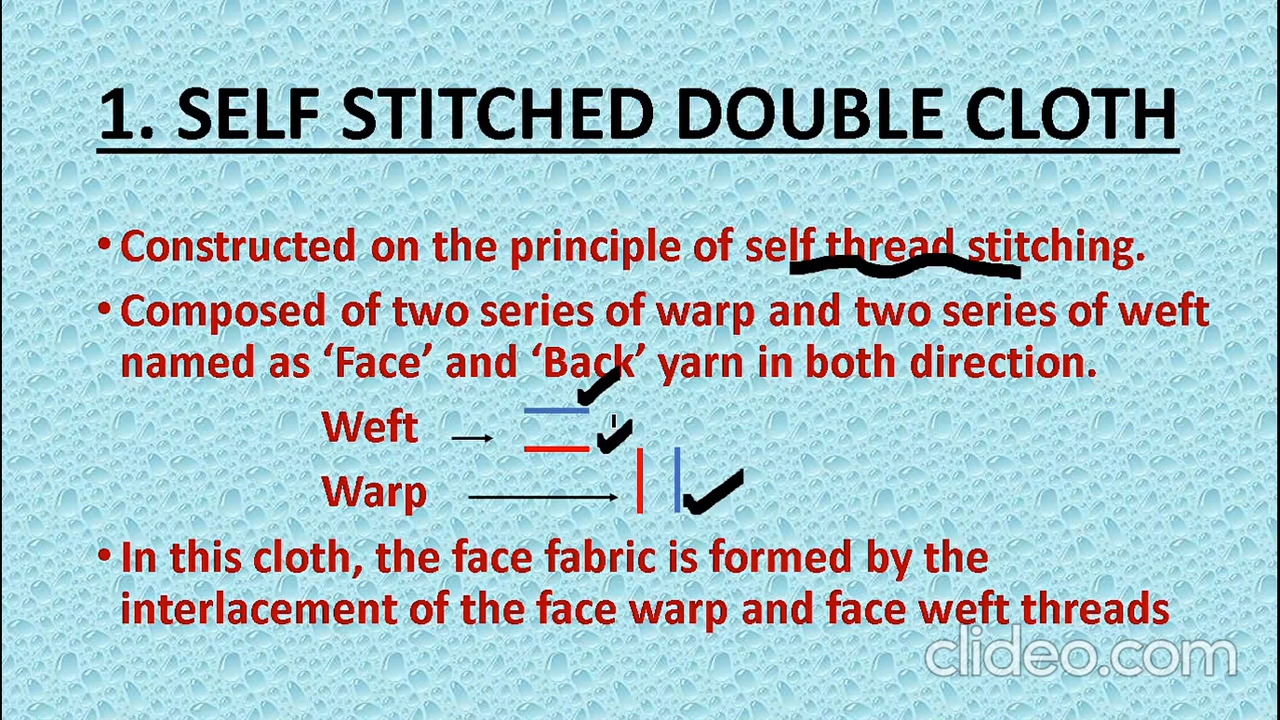 1. SELF STITCHED DOUBLE CLOTH
• Constructed on the principle of self thread stitching.
• Composed of two series of warp and two series of weft
named as ‘Face’ and ‘Back’ yarn in both direction.
Weft
Warp
• In this cloth, the face fabric is formed by the
interlacement of the face warp and face weft threads
clideo.com